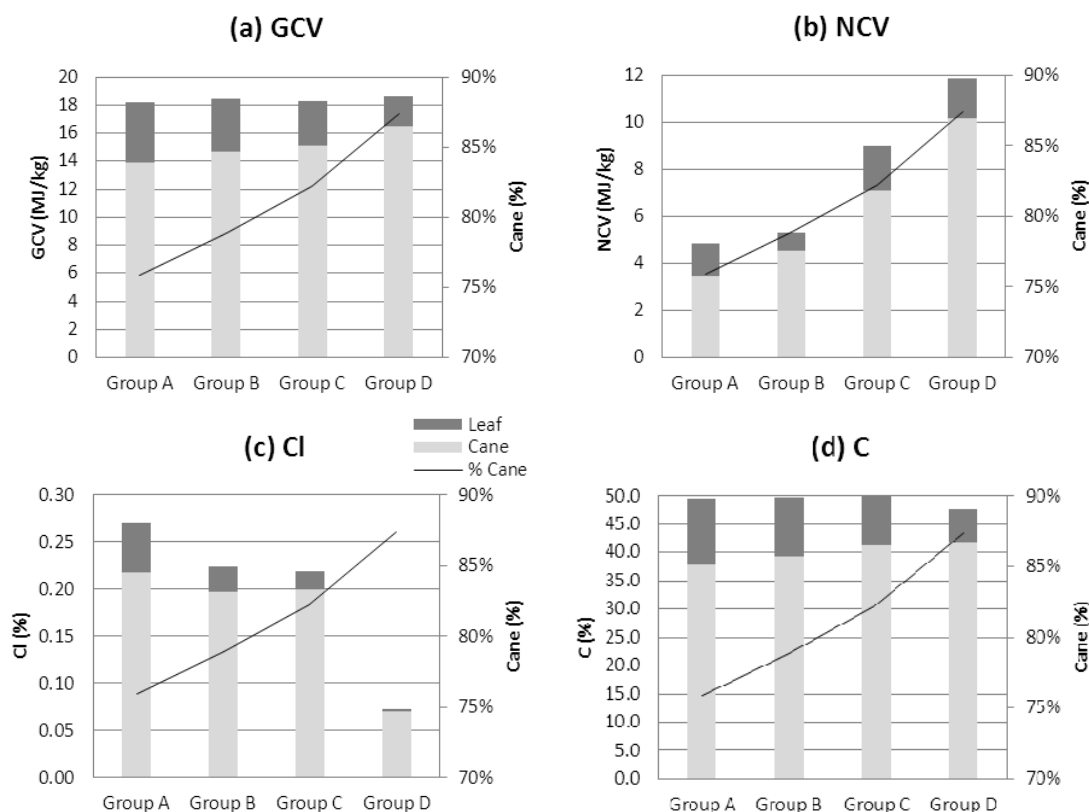 (a) GCV
GCV (MJ/kg)
20
18
16
14
12
10
8
6
4
2
0
90%
85%
80%
75%
70%
Cane (%)
Group A Group B Group C Group D
(b) NCV
NCV (MJ/kg)
12
10
8
6
4
2
0
90%
85%
80%
75%
70%
Cane (%)
Group A Group B Group C Group D
Leaf
Cane
% Cane
(c) Cl
Cl (%)
0.30
0.25
0.20
0.15
0.10
0.05
0.00
90%
85%
80%
75%
70%
Cane (%)
Group A Group B Group C Group D
(d) C
C (%)
50.0
45.0
40.0
35.0
30.0
25.0
20.0
15.0
10.0
5.0
0.0
90%
85%
80%
75%
70%
Cane (%)
Group A Group B Group C Group D